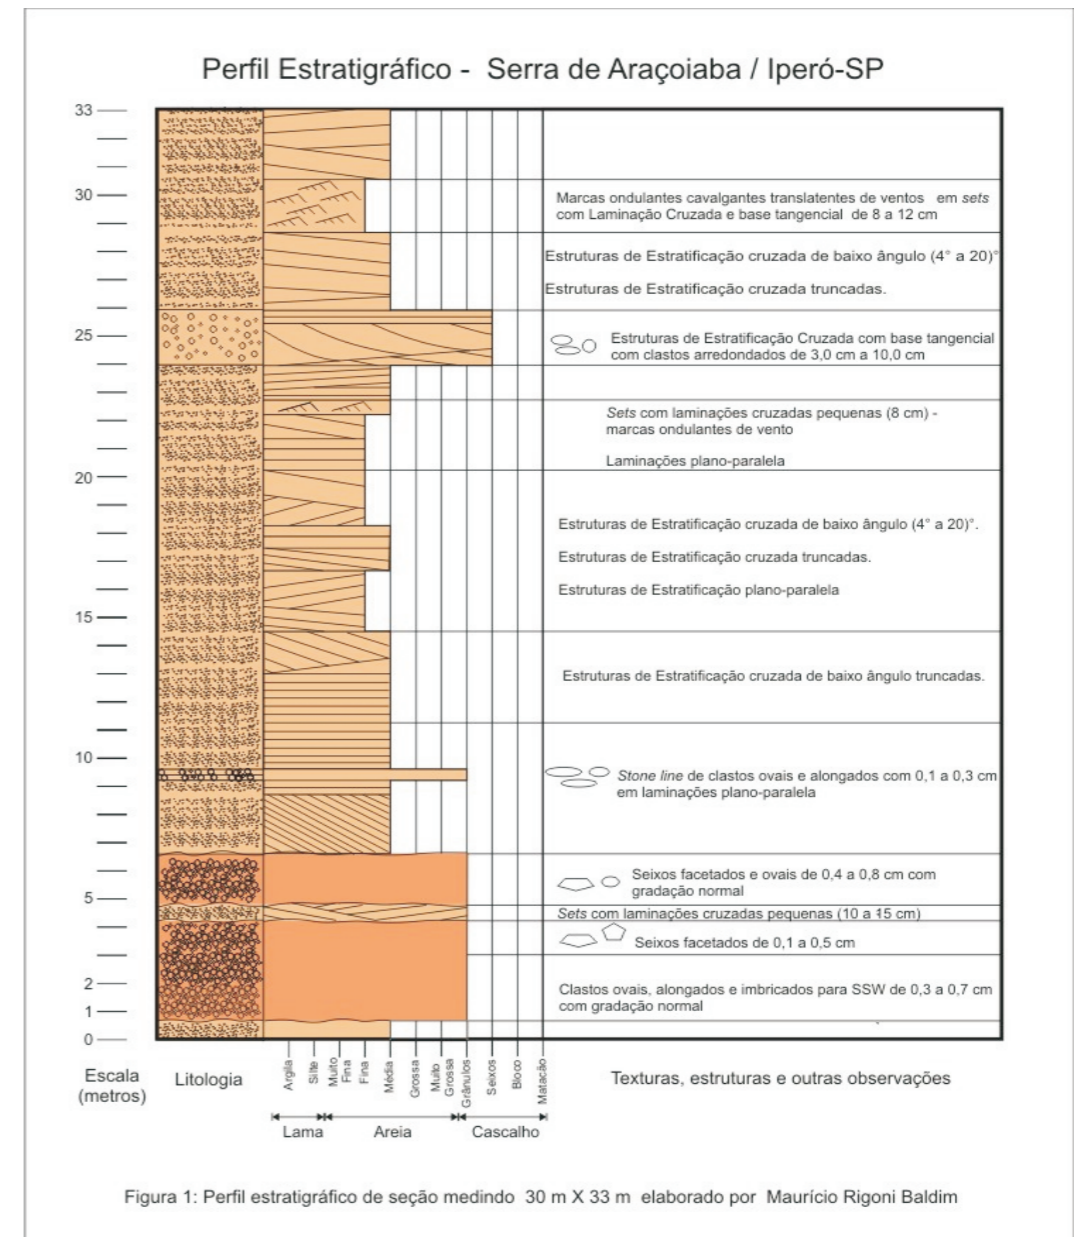 Perfil Estratigráfico - Serra de Araçoiaba / Iperó-SP
33
30
25
20
15
10
5
2
1
0
Marcas ondulantes cavalgantes translatentes de ventos em sets
com Laminação Cruzada e base tangencial de 8 a 12 cm
Estruturas de Estratificação cruzada de baixo ângulo (4° a 20)°
Estruturas de Estratificação cruzada truncadas.
Estruturas de Estratificação Cruzada com base tangencial
com clastos arredondados de 3,0 cm a 10,0 cm
Sets com laminações cruzadas pequenas (8 cm) -
marcas ondulantes de vento
Laminações plano-paralela
Estruturas de Estratificação cruzada de baixo ângulo (4° a 20)°.
Estruturas de Estratificação cruzada truncadas.
Estruturas de Estratificação plano-paralela
Estruturas de Estratificação cruzada de baixo ângulo truncadas.
Stone line de clastos ovais e alongados com 0,1 a 0,3 cm
em laminações plano-paralela
Seixos facetados e ovais de 0,4 a 0,8 cm com
gradação normal
Sets com laminações cruzadas pequenas (10 a 15 cm)
Seixos facetados de 0,1 a 0,5 cm
Clastos ovais, alongados e imbricados para SSW de 0,3 a 0,7 cm
com gradação normal
Escala
(metros)
Litologia
Argila
Silte
Muito
Fina
Fina
Média
Grossa
Muito
Grossa
Grânulos
Seixos
Bloco
Matacão
Lama
Areia
Cascalho
Texturas, estruturas e outras observações
Figura 1: Perfil estratigráfico de seção medindo 30 m X 33 m elaborado por Maurício Rigoni Baldim